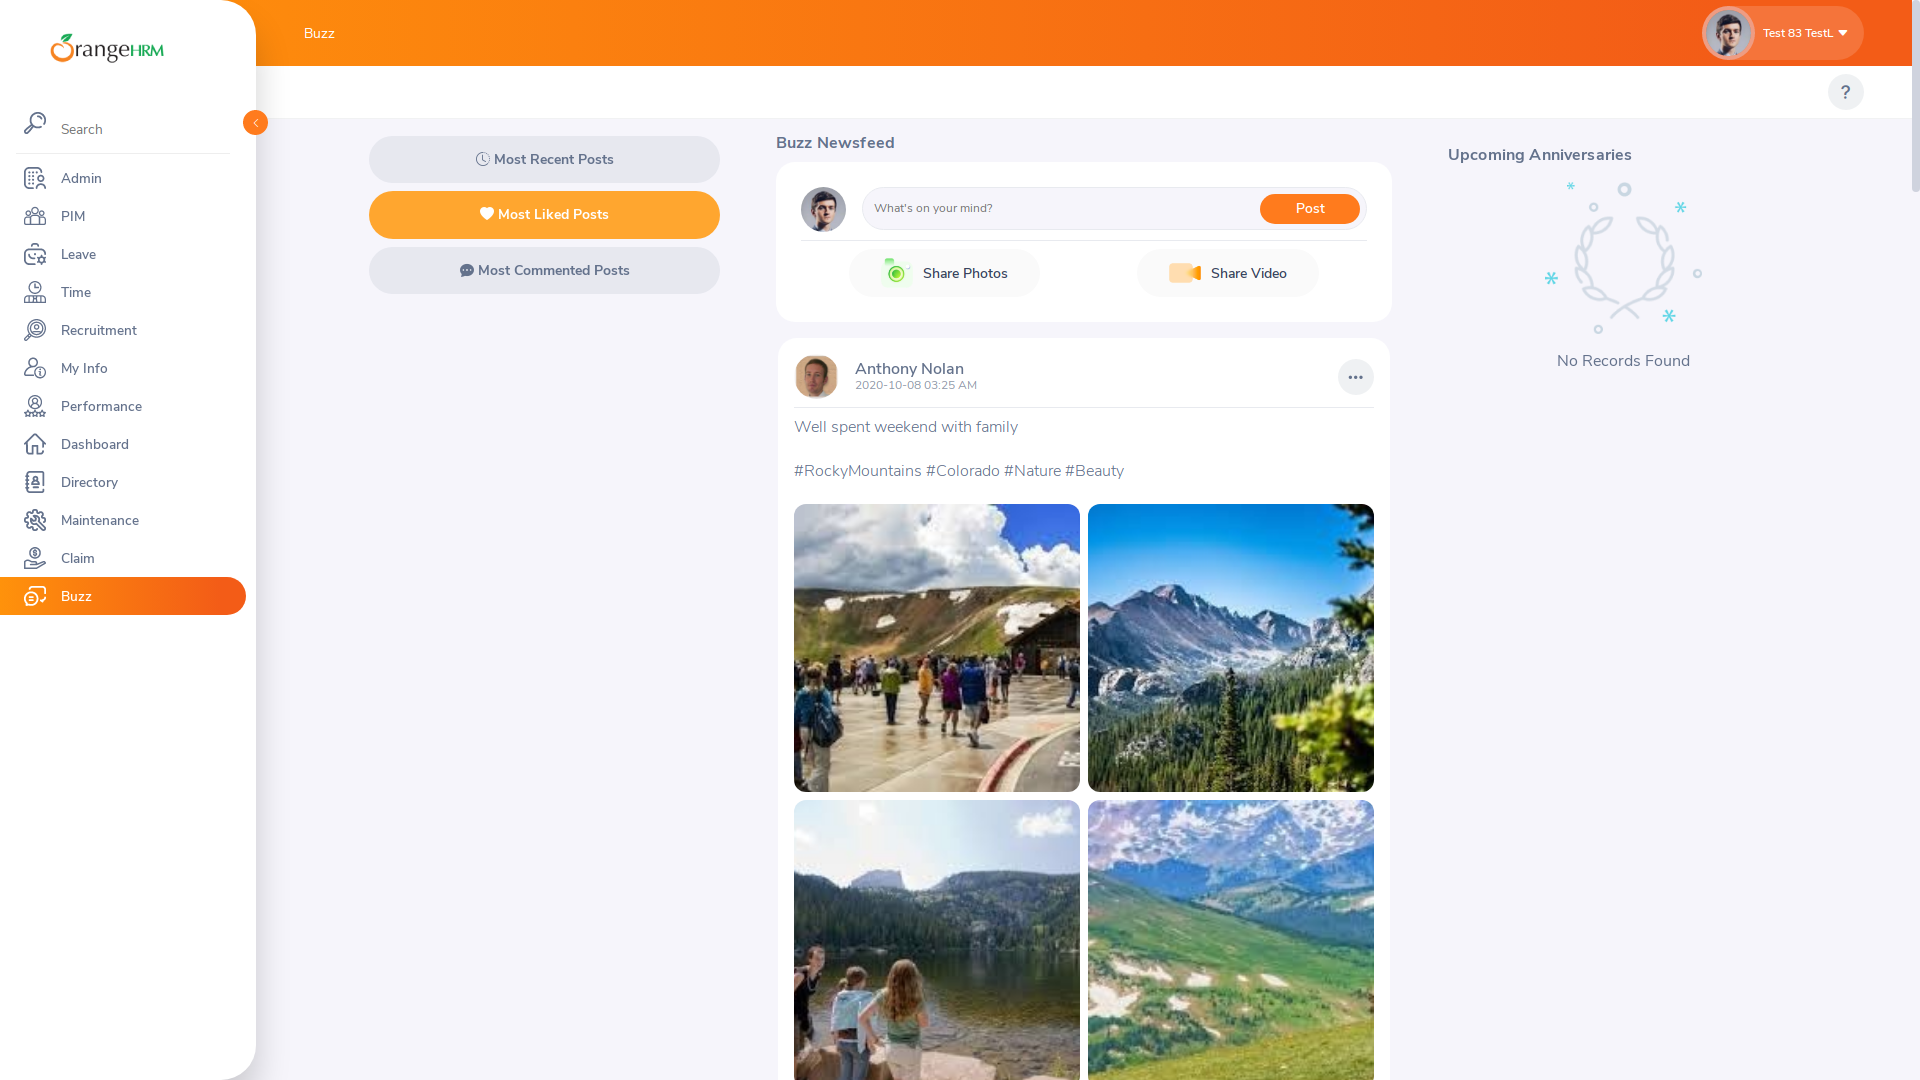 OrangeHRM
Search
Admin
PIM
Leave
Time
Recruitment
My Info
Performance
Dashboard
Directory
Maintenance
Claim
Buzz
Buzz
Test 83 TestL
?
Most Recent Posts
Most Liked Posts
Most Commented Posts
Buzz Newsfeed
What's on your mind?
Post
Share Photos
Share Video
Anthony Nolan
2020-10-08 03:25 AM
Well spent weekend with family
#RockyMountains #Colorado #Nature #Beauty
Upcoming Anniversaries
No Records Found